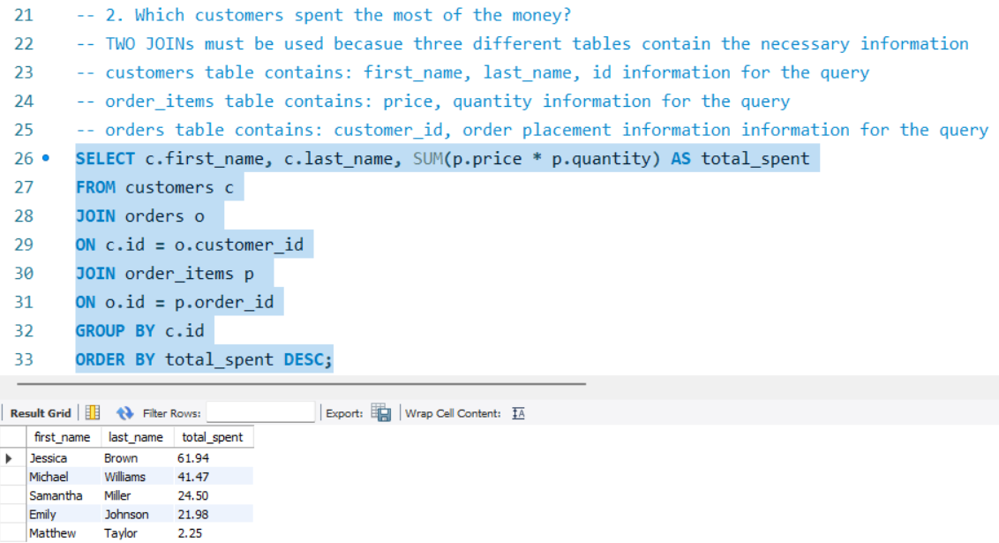 21 -- 2. Which customers spent the most of the money?
22 -- TWO JOINs must be used becasue three different tables contain the necessary information
23 -- customers table contains: first_name, last_name, id information for the query
24 -- order_items table contains: price, quantity information for the query
25 -- orders table contains: customer_id, order placement information information for the query
26 SELECT c.first_name, c.last_name, SUM(p.price * p.quantity) AS total_spent
27 FROM customers c
28 JOIN orders o
29 ON c.id = o.customer_id
30 JOIN order_items p
31 ON o.id = p.order_id
32 GROUP BY c.id
33 ORDER BY total_spent DESC;
Result Grid Filter Rows: Export: Wrap Cell Content: IA
first_name last_name total_spent
Jessica Brown 61.94
Michael Williams 41.47
Samantha Miller 24.50
Emily Johnson 21.98
Matthew Taylor 2.25